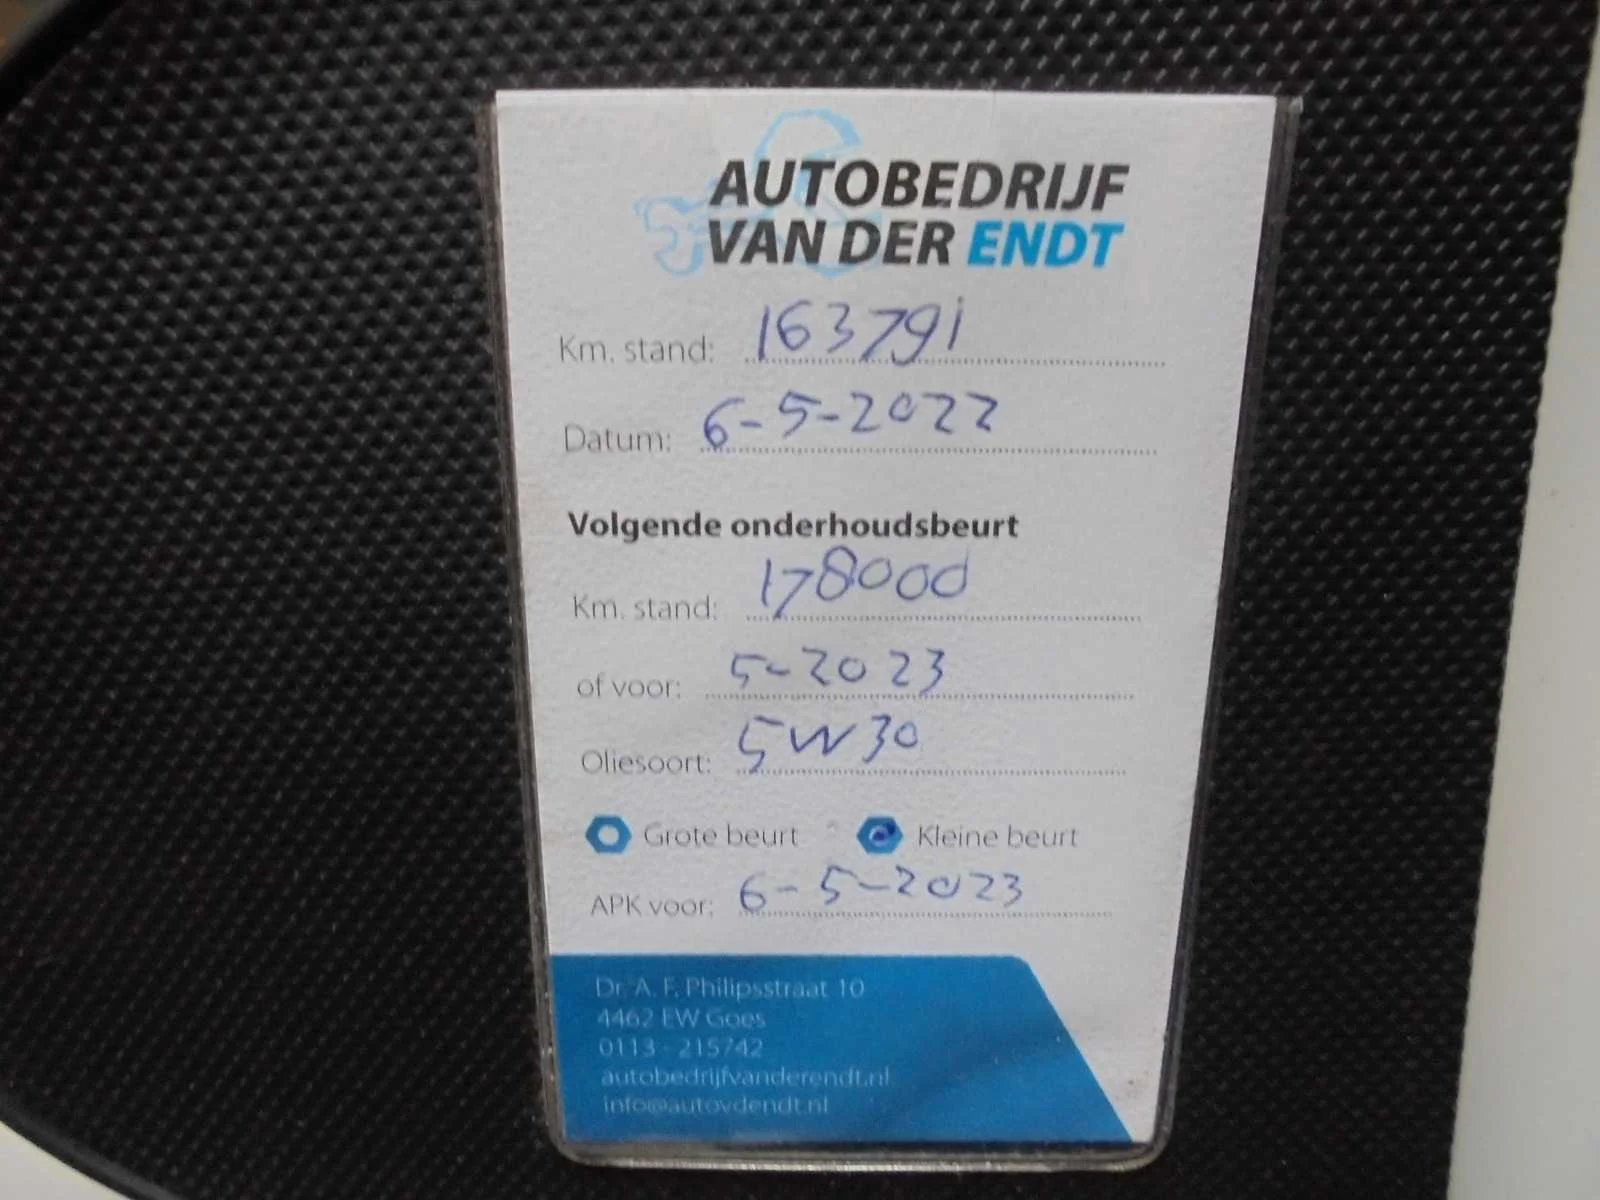 AUTOBEDRIJF
VAN DER ENDT
Km. stand: 163791
Datum: 6-5-2022
Volgende onderhoudsbeurt
Km. stand: 178000
of voor: 5-2023
Oliesoort: 5W30
Grote beurt Kleine beurt
APK voor: 6-5-2023
Dr. A. F. Philipsstraat 10
4462 EW Goes
0113 - 215742
autobedrijfvanderendt.nl
info@autovdendt.nl